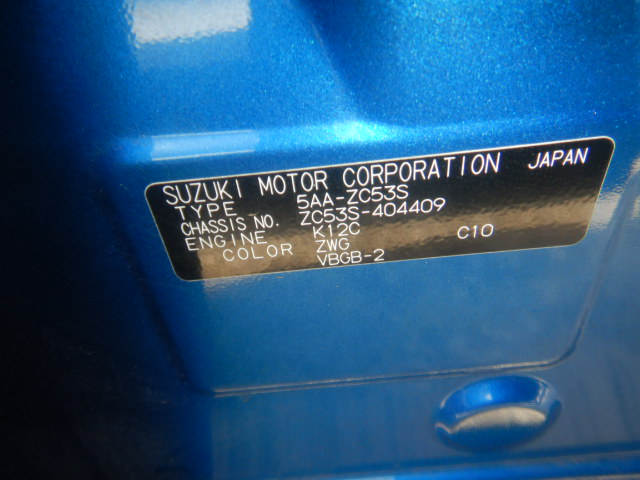 SUZUKI MOTOR CORPORATION JAPAN
TYPE 5AA-ZC53S
CHASSIS NO. ZC53S-404409
ENGINE K12C
COLOR ZWG C10
VBGB-2